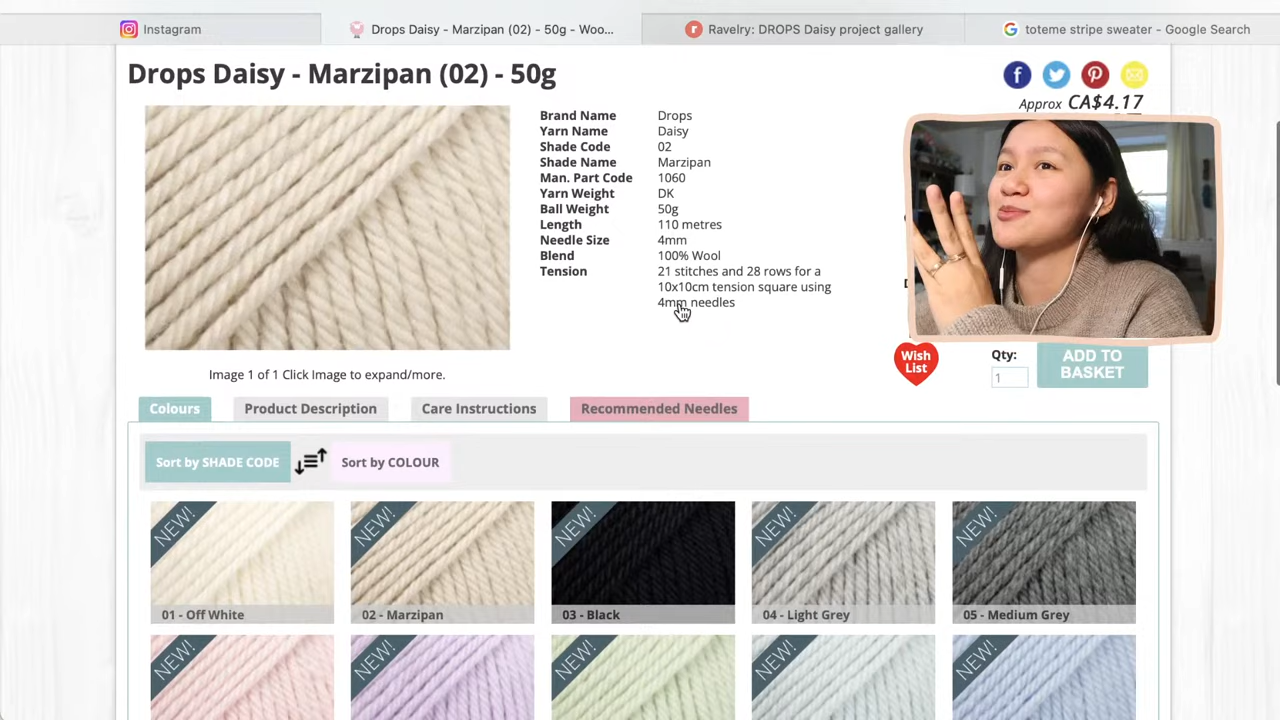 Instagram
Drops Daisy - Marzipan (02) - 50g - Woo...
Ravelry: DROPS Daisy project gallery
toteme stripe sweater - Google Search
Drops Daisy - Marzipan (02) - 50g
Approx CA$4.17
Brand Name Drops
Yarn Name Daisy
Shade Code 02
Shade Name Marzipan
Man. Part Code 1060
Yarn Weight DK
Ball Weight 50g
Length 110 metres
Needle Size 4mm
Blend 100% Wool
Tension 21 stitches and 28 rows for a
10x10cm tension square using
4mm needles
Wish
List
Qty:
1
ADD TO
BASKET
Image 1 of 1 Click Image to expand/more.
Colours
Product Description
Care Instructions
Recommended Needles
Sort by SHADE CODE
Sort by COLOUR
NEW!
01 - Off White
NEW!
02 - Marzipan
NEW!
03 - Black
NEW!
04 - Light Grey
NEW!
05 - Medium Grey
NEW!
NEW!
NEW!
NEW!
NEW!